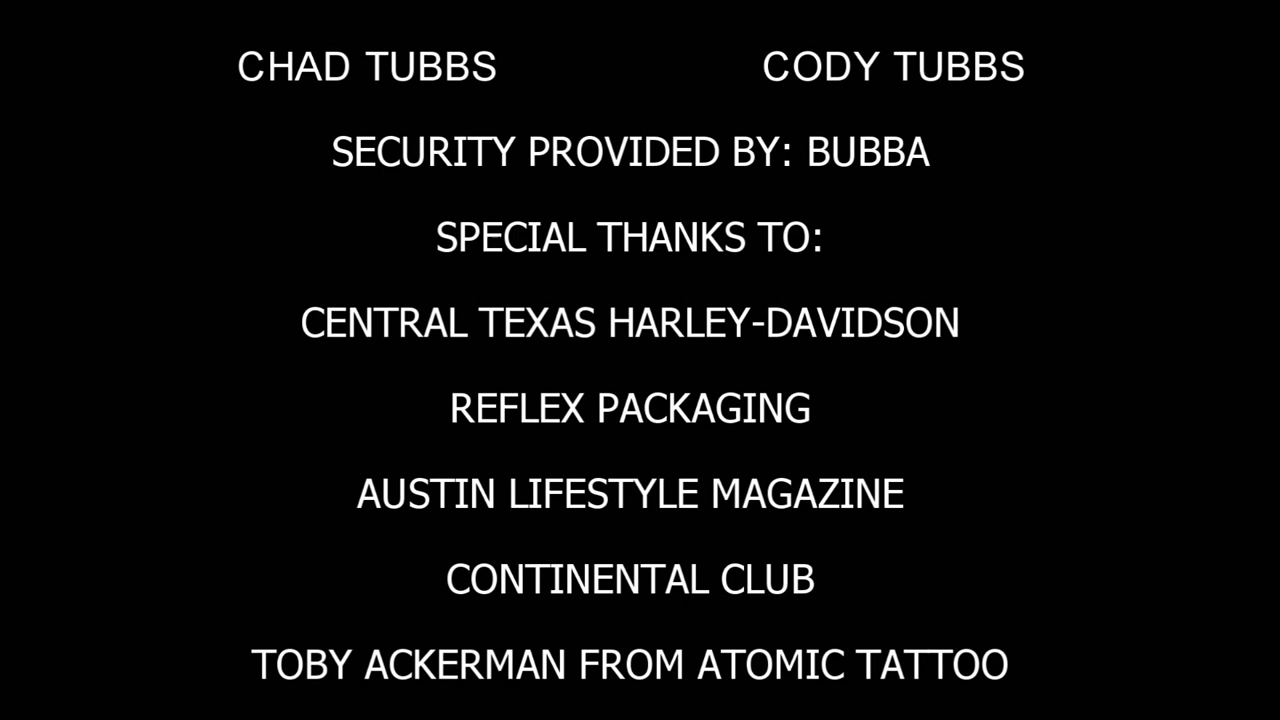 CHAD TUBBS CODY TUBBS
SECURITY PROVIDED BY: BUBBA
SPECIAL THANKS TO:
CENTRAL TEXAS HARLEY-DAVIDSON
REFLEX PACKAGING
AUSTIN LIFESTYLE MAGAZINE
CONTINENTAL CLUB
TOBY ACKERMAN FROM ATOMIC TATTOO